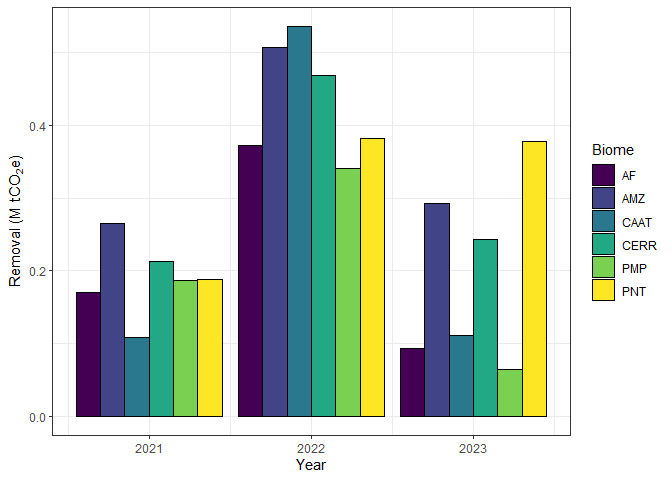 Removal (M tCO₂e)
0.4
0.2
0.0
2021 2022 2023
Year
Biome
AF
AMZ
CAAT
CERR
PMP
PNT